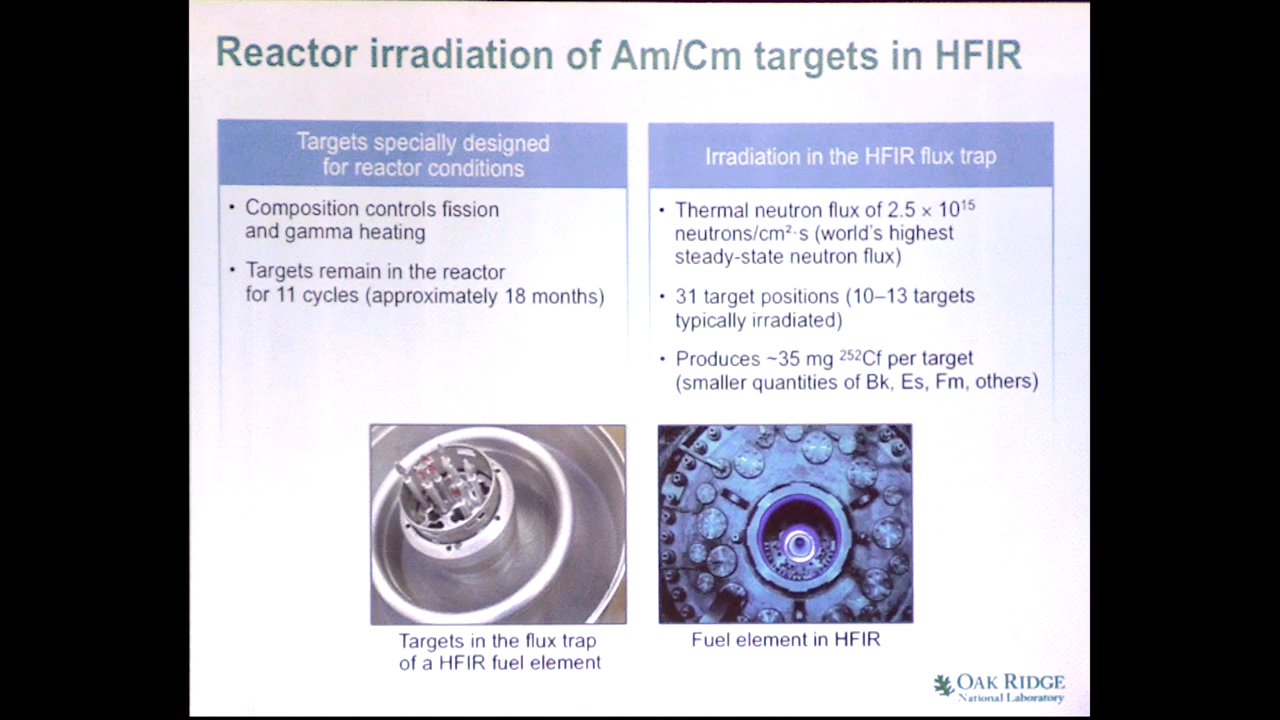 Reactor irradiation of Am/Cm targets in HFIR
Targets specially designed
for reactor conditions
• Composition controls fission
and gamma heating
• Targets remain in the reactor
for 11 cycles (approximately 18 months)
Irradiation in the HFIR flux trap
• Thermal neutron flux of 2.5 × 10¹⁵
neutrons/cm²·s (world's highest
steady-state neutron flux)
• 31 target positions (10–13 targets
typically irradiated)
• Produces ~35 mg ²⁵²Cf per target
(smaller quantities of Bk, Es, Fm, others)
Targets in the flux trap
of a HFIR fuel element
Fuel element in HFIR
OAK RIDGE
National Laboratory